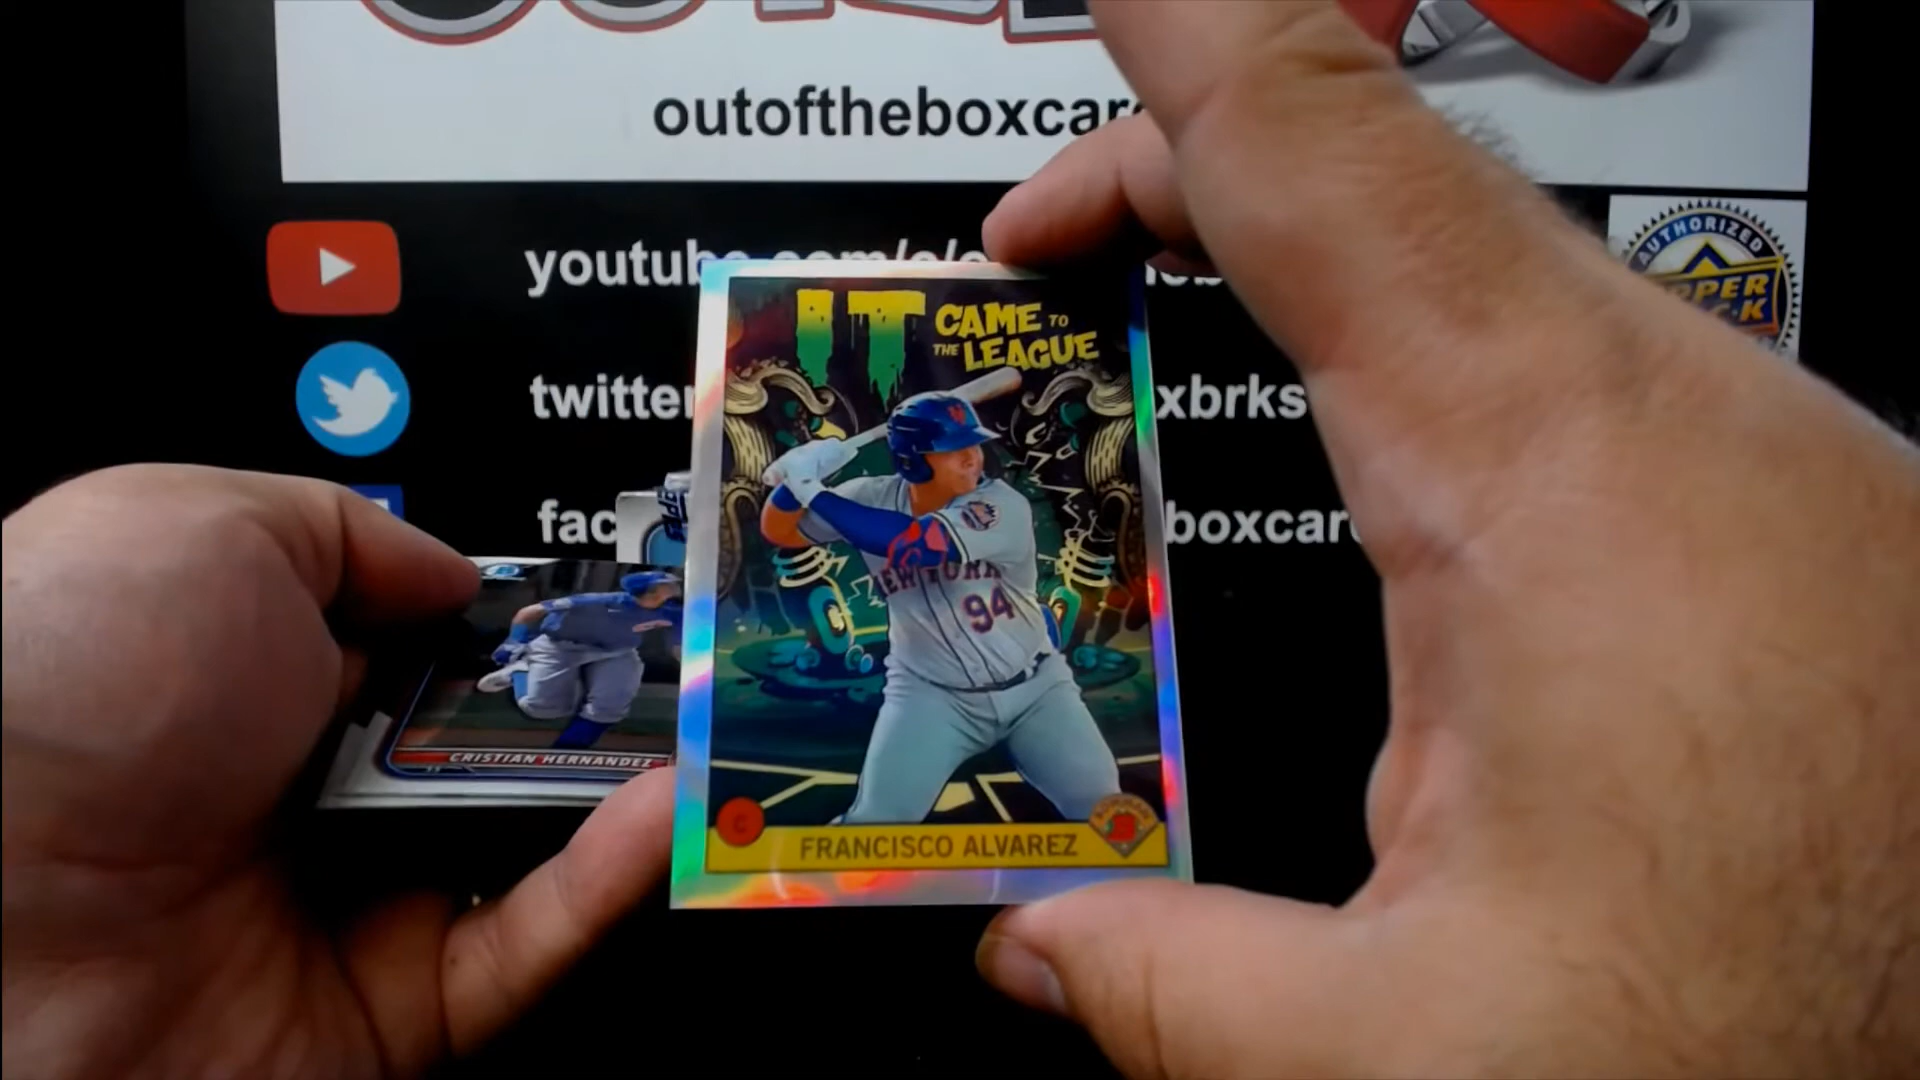 outoftheboxcar
youtub
twitter
xbrks
fac
boxcar
AUTHORIZED
IT
CAME TO
THE LEAGUE
NEW YORK
94
C
FRANCISCO ALVAREZ
CRISTIAN HERNANDEZ